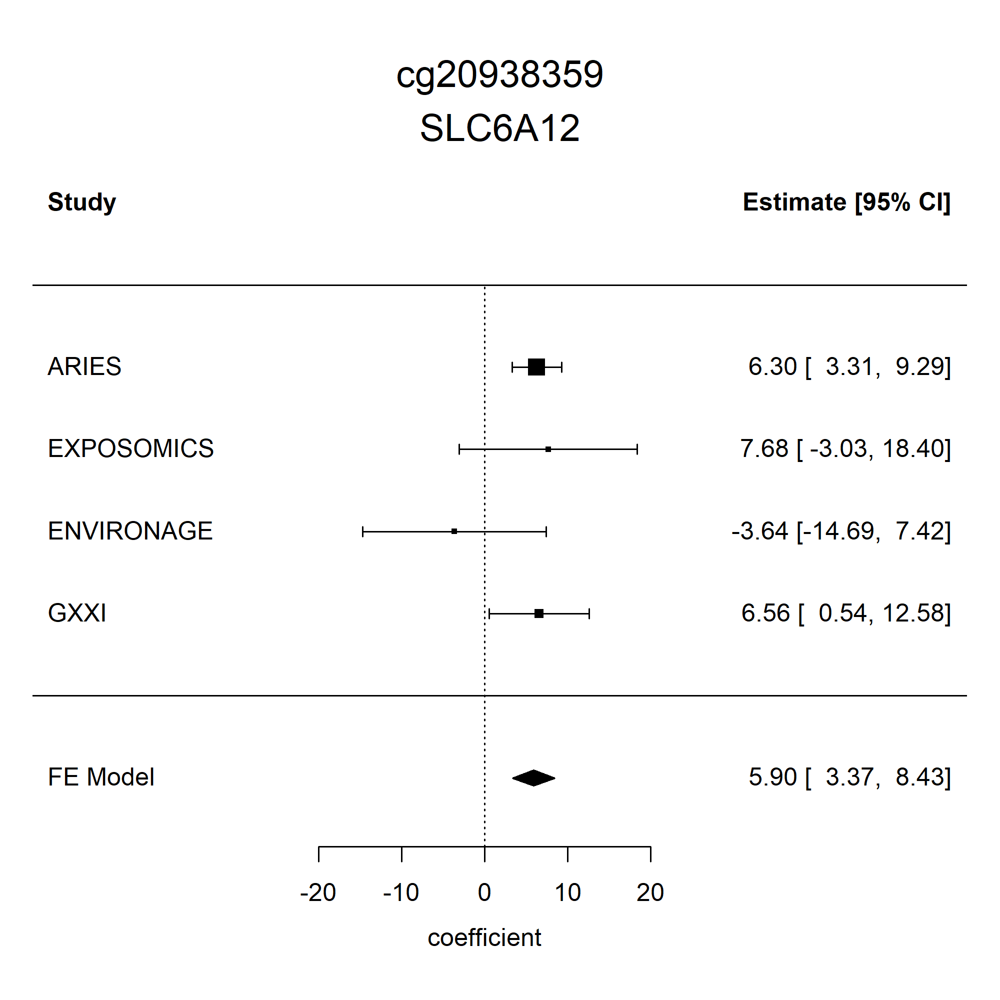 cg20938359
SLC6A12
Study Estimate [95% CI]
ARIES 6.30 [ 3.31, 9.29]
EXPOSOMICS 7.68 [ -3.03, 18.40]
ENVIRONAGE -3.64 [-14.69, 7.42]
GXXI 6.56 [ 0.54, 12.58]
FE Model 5.90 [ 3.37, 8.43]
-20 -10 0 10 20
coefficient